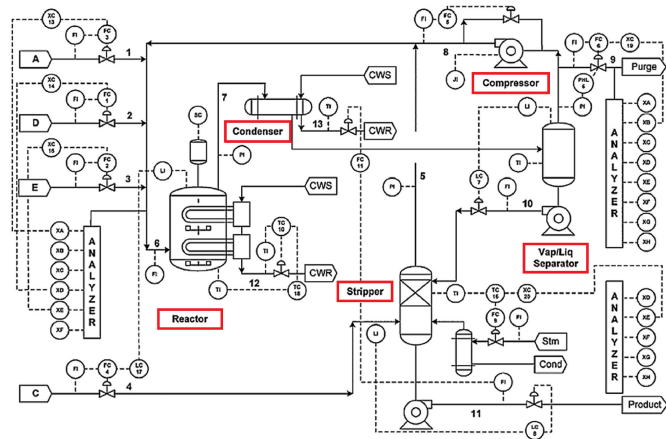 XC 13
FI
FC 3
A
1
XC 14
FI
FC 1
D
2
XC 15
FI
FC 2
E
3
SC
LI
7
Condenser
CWS
TI
13
CWR
FC 11
PI
CWS
TC 10
TI
CWR
12
TI
TC 18
6
FI
Reactor
ANALYZER
XA
XB
XC
XD
XE
XF
FI
FC 4
LC 17
C
4
FI
FC 5
8
JI
Compressor
PI
5
FI
FC 6
XC 19
9
Purge
PHL 6
PI
LI
TI
LC 7
FI
10
Vap/Liq
Separator
ANALYZER
XA
XB
XC
XD
XE
XF
XG
XH
Stripper
TI
TC 16
XC 20
FC 9
FI
Stm
Cond
LI
FI
11
LC 8
Product
ANALYZER
XD
XE
XF
XG
XH